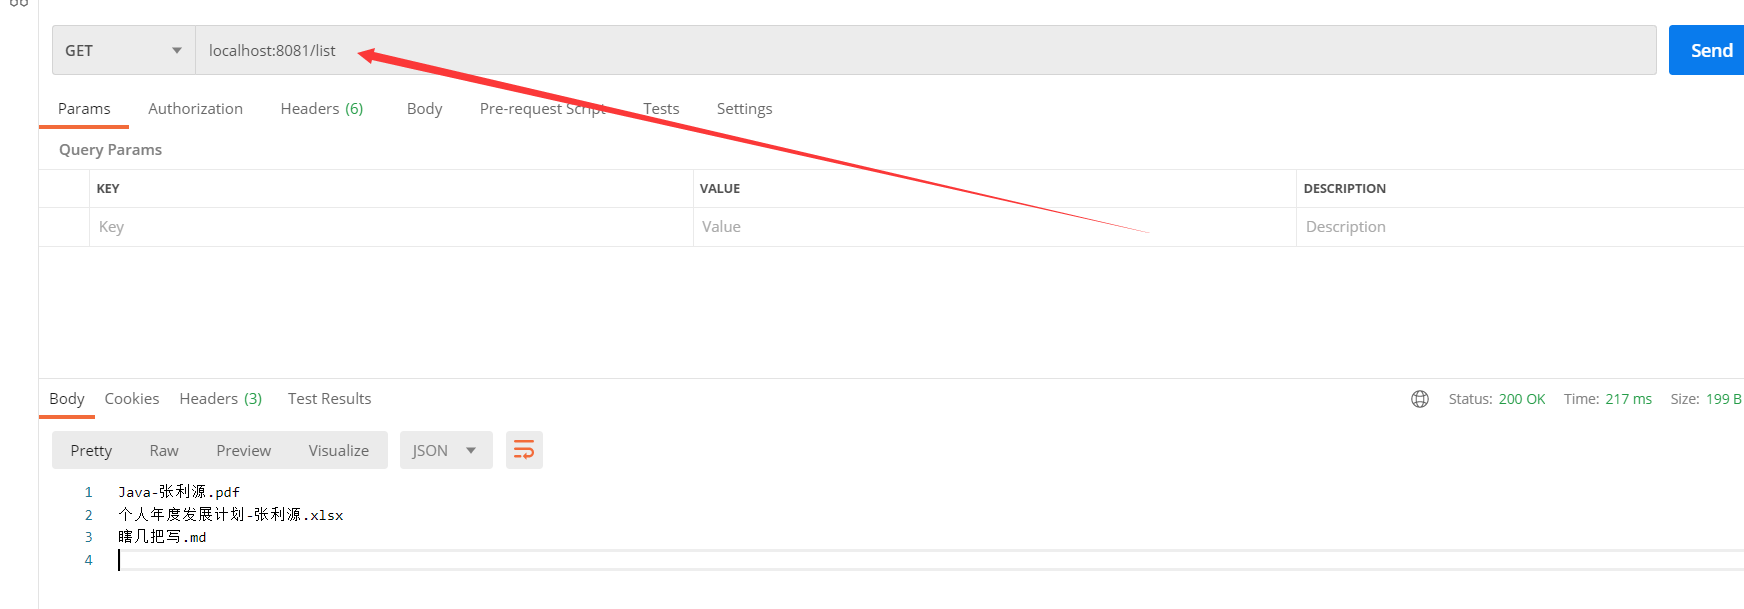 GET localhost:8081/list Send
Params Authorization Headers (6) Body Pre-request Script Tests Settings
Query Params
KEY VALUE DESCRIPTION
Key Value Description
Body Cookies Headers (3) Test Results Status: 200 OK Time: 217 ms Size: 199 B
Pretty Raw Preview Visualize JSON
1 Java-张利源.pdf
2 个人年度发展计划-张利源.xlsx
3 瞎几把写.md
4